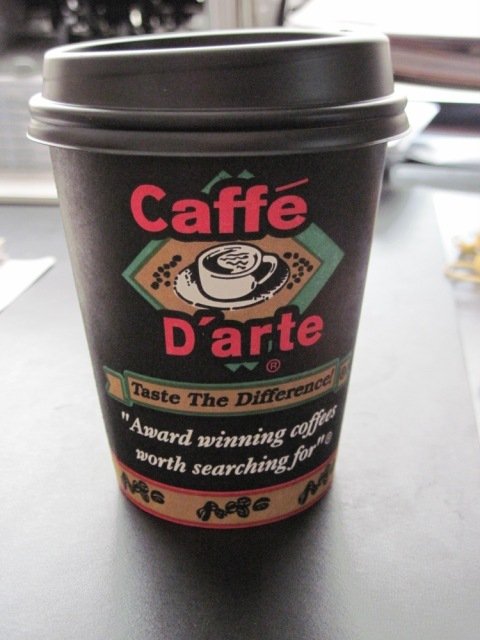 Caffé
D'arte
®
Taste The Difference!
"Award winning coffees
worth searching for"®